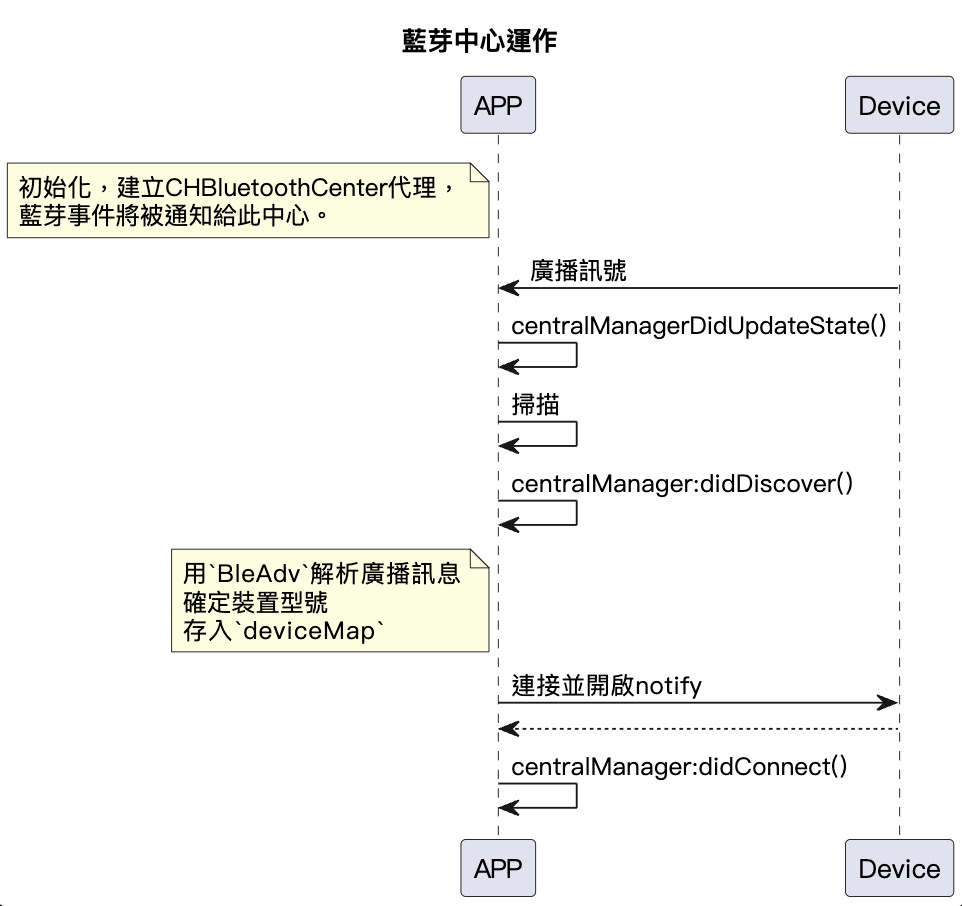 藍芽中心運作
APP
Device
初始化，建立CHBluetoothCenter代理，
藍芽事件將被通知給此中心。
廣播訊號
centralManagerDidUpdateState()
掃描
centralManager:didDiscover()
用`BleAdv`解析廣播訊息
確定裝置型號
存入`deviceMap`
連接並開啟notify
centralManager:didConnect()
APP
Device